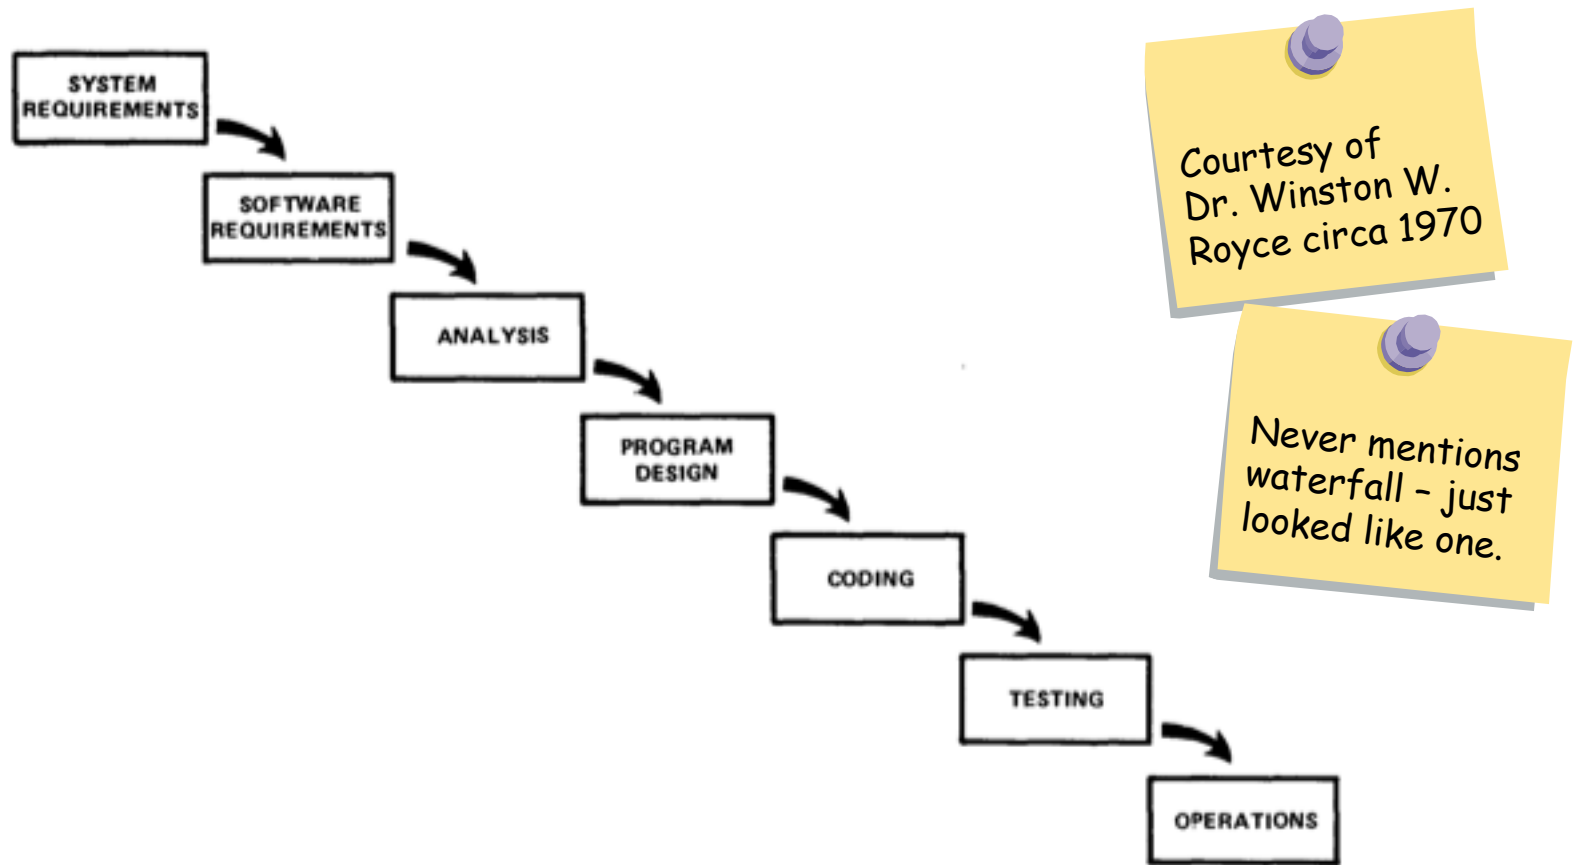 SYSTEM
REQUIREMENTS
SOFTWARE
REQUIREMENTS
ANALYSIS
PROGRAM
DESIGN
CODING
TESTING
OPERATIONS
Courtesy of
Dr. Winston W.
Royce circa 1970
Never mentions
waterfall – just
looked like one.